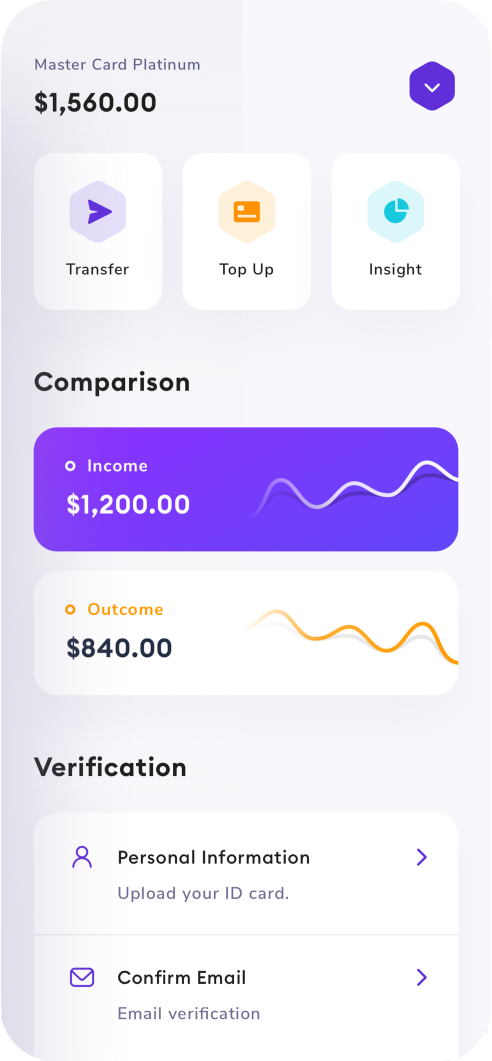 Master Card Platinum
$1,560.00
Transfer
Top Up
Insight
Comparison
Income
$1,200.00
Outcome
$840.00
Verification
Personal Information
Upload your ID card.
Confirm Email
Email verification